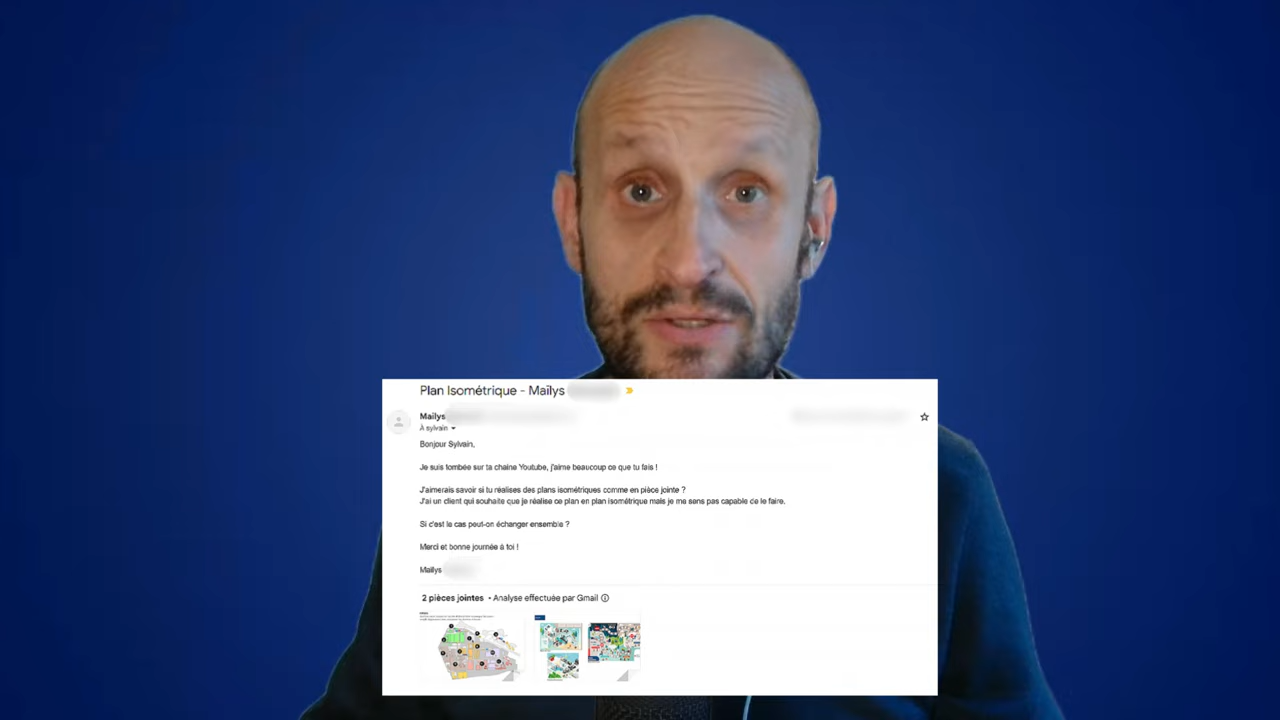 Plan Isométrique - Maïlys
Maïlys
À sylvain
Bonjour Sylvain,
Je suis tombée sur ta chaine Youtube, j'aime beaucoup ce que tu fais !
J'aimerais savoir si tu réalises des plans isométriques comme en pièce jointe ?
J'ai un client qui souhaite que je réalise ce plan en plan isométrique mais je me sens pas capable de le faire.
Si c'est le cas peut-on échanger ensemble ?
Merci et bonne journée à toi !
Maïlys
2 pièces jointes • Analyse effectuée par Gmail